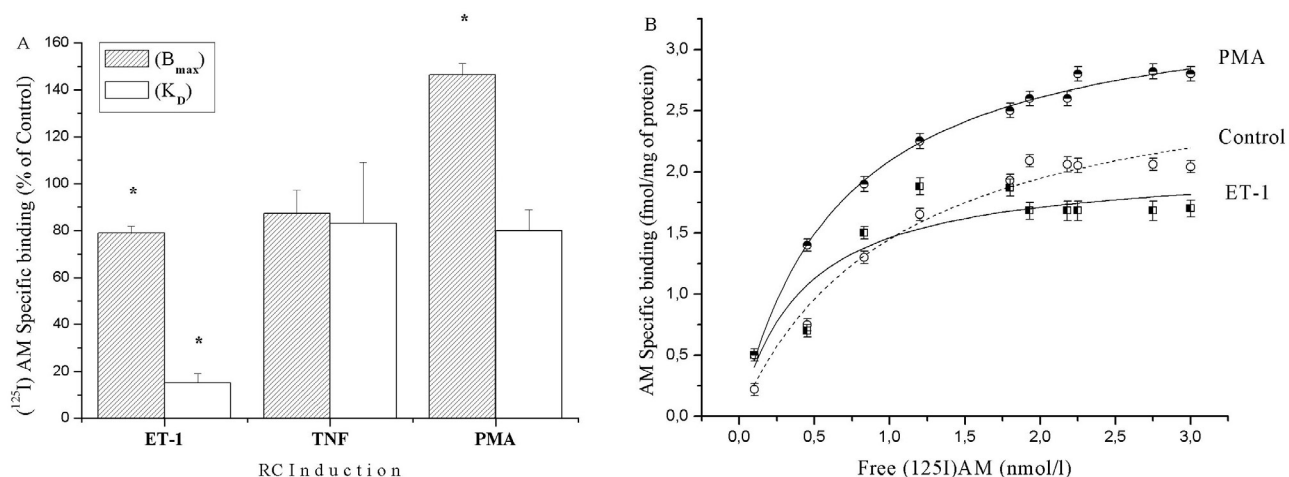 A
*
*
*
(B max)
(K D)
(125I) AM Specific binding (% of Control)
160
140
120
100
80
60
40
20
0
ET-1 TNF PMA
RC Induction
B
AM Specific binding (fmol/mg of protein)
3,0
2,5
2,0
1,5
1,0
0,5
0,0
PMA
Control
ET-1
0,0 0,5 1,0 1,5 2,0 2,5 3,0
Free (125I)AM (nmol/l)